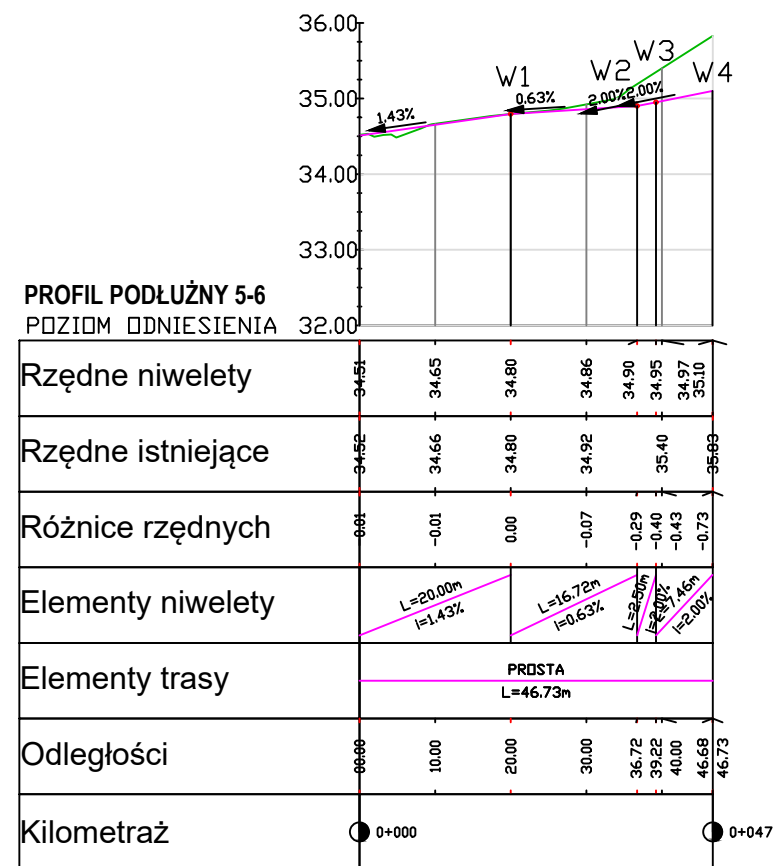 36.00
35.00
34.00
33.00
32.00
W1
W2
W3
W4
1.43%
0.63%
2.00%
2.00%
PROFIL PODŁUŻNY 5-6
POZIOM ODNIESIENIA
Rzędne niwelety
34.51 34.65 34.80 34.86 34.90 34.95 34.97 35.10
Rzędne istniejące
34.52 34.66 34.80 34.92 35.40 35.83
Różnice rzędnych
-0.01 0.00 -0.07 -0.29 -0.40 -0.43 -0.73
Elementy niwelety
L=20.00m
i=1.43%
L=16.72m
i=0.63%
L=2.50m
i=2.00%
L=7.46m
i=2.00%
Elementy trasy
PROSTA
L=46.73m
Odległości
00.00 10.00 20.00 30.00 36.72 39.22 40.00 46.68 46.73
Kilometraż
0+000 0+047